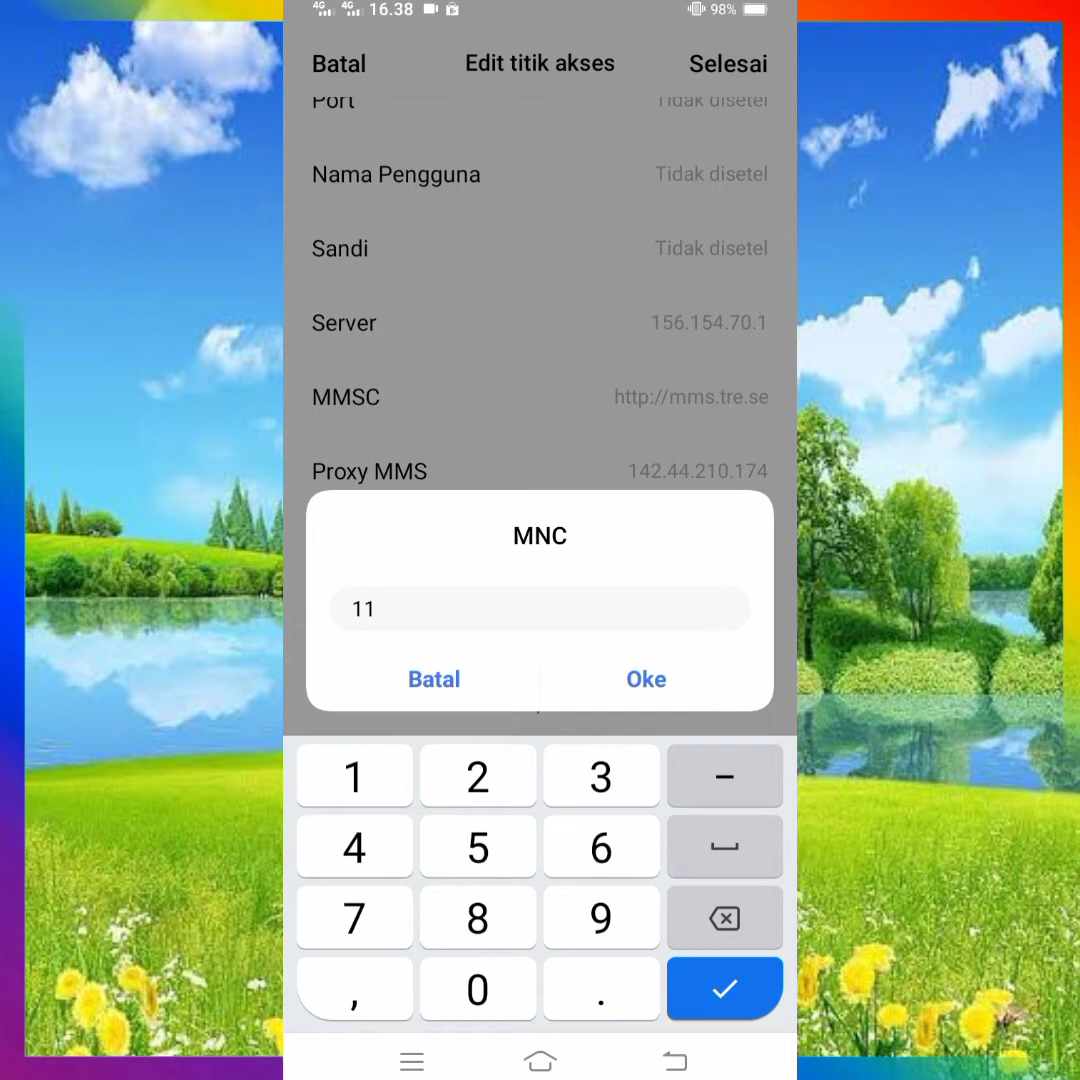 4G 4G 16.38 98%
Batal Edit titik akses Selesai
Port Tidak disetel
Nama Pengguna Tidak disetel
Sandi Tidak disetel
Server 156.154.70.1
MMSC http://mms.tre.se
Proxy MMS 142.44.210.174
MNC
11
Batal Oke
1 2 3 –
4 5 6
7 8 9
, 0 .